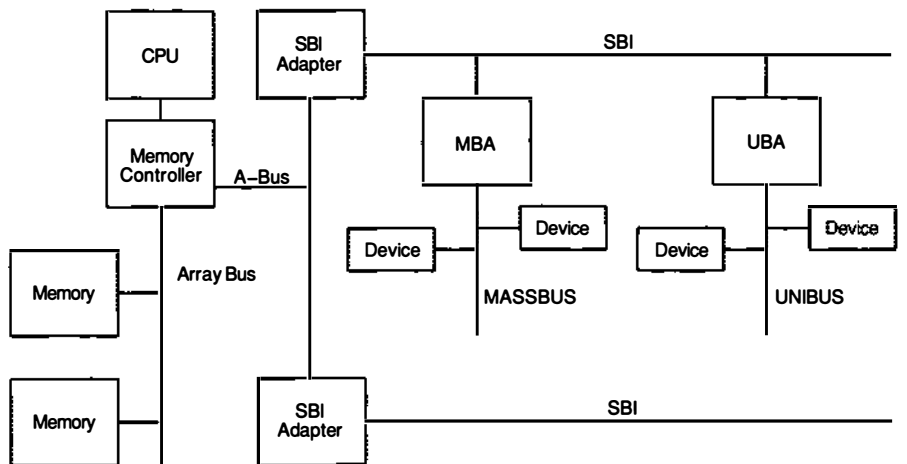 CPU
SBI
Adapter
SBI
Memory
Controller
A-Bus
MBA
UBA
Device
Device
Device
Device
Array Bus
Memory
MASSBUS
UNIBUS
Memory
SBI
Adapter
SBI